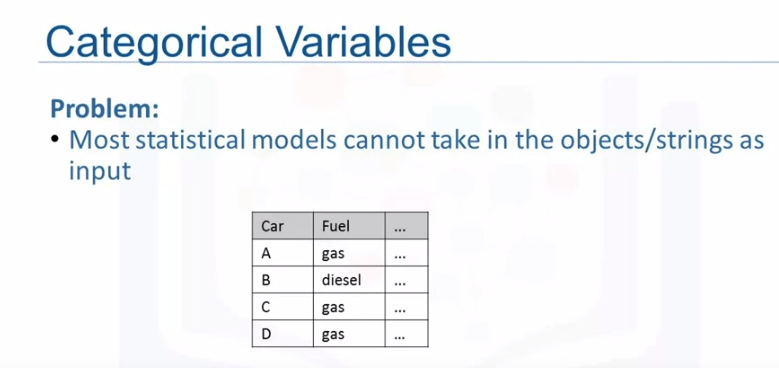 Categorical Variables
Problem:
• Most statistical models cannot take in the objects/strings as
input
Car Fuel ...
A gas ...
B diesel ...
C gas ...
D gas ...